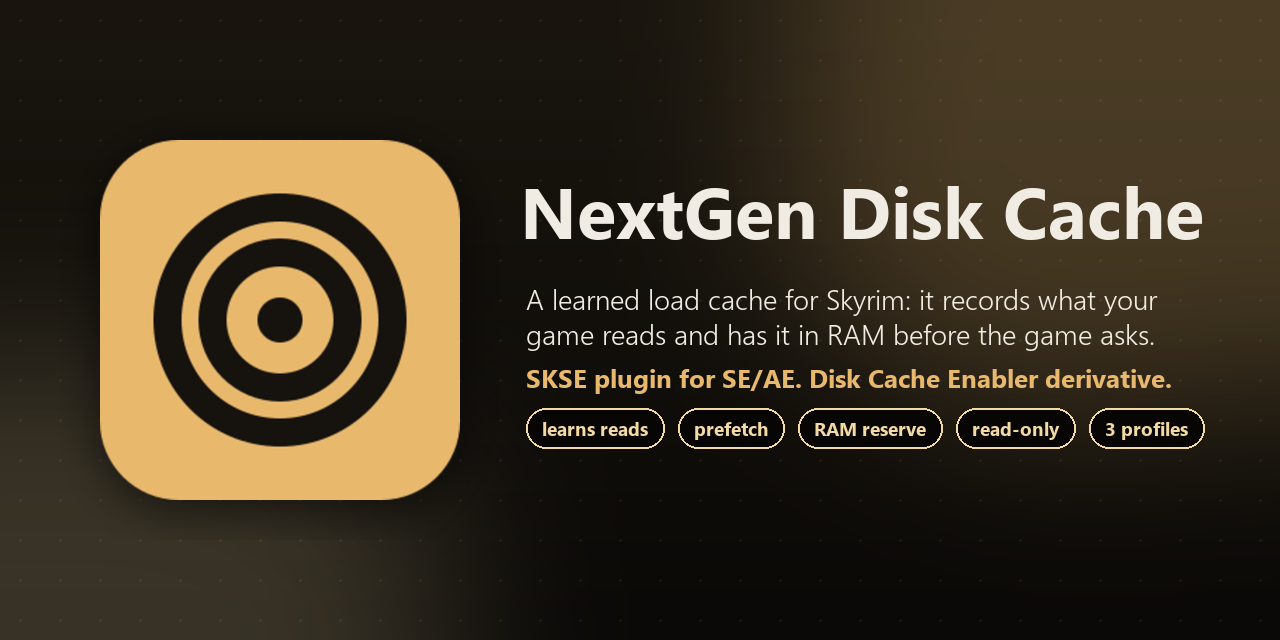 NextGen Disk Cache
A learned load cache for Skyrim: it records what your
game reads and has it in RAM before the game asks.
SKSE plugin for SE/AE. Disk Cache Enabler derivative.
learns reads prefetch RAM reserve read-only 3 profiles